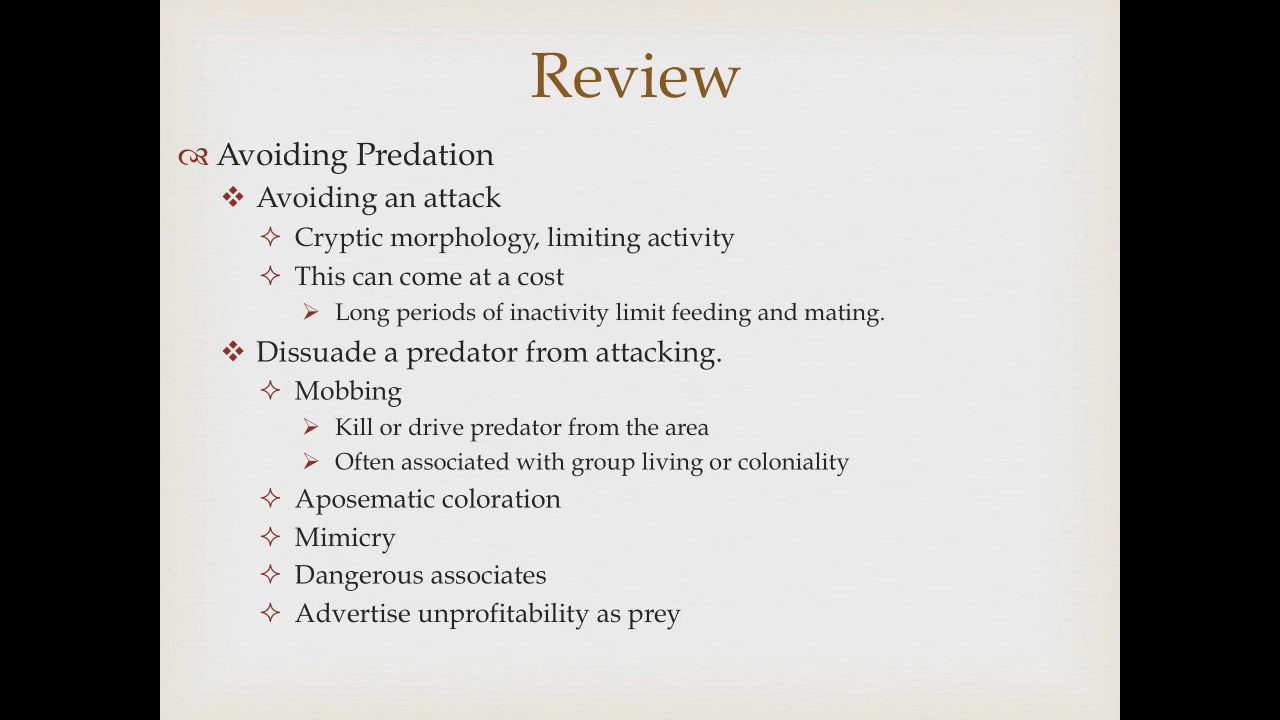 Review
Avoiding Predation
Avoiding an attack
Cryptic morphology, limiting activity
This can come at a cost
Long periods of inactivity limit feeding and mating.
Dissuade a predator from attacking.
Mobbing
Kill or drive predator from the area
Often associated with group living or coloniality
Aposematic coloration
Mimicry
Dangerous associates
Advertise unprofitability as prey